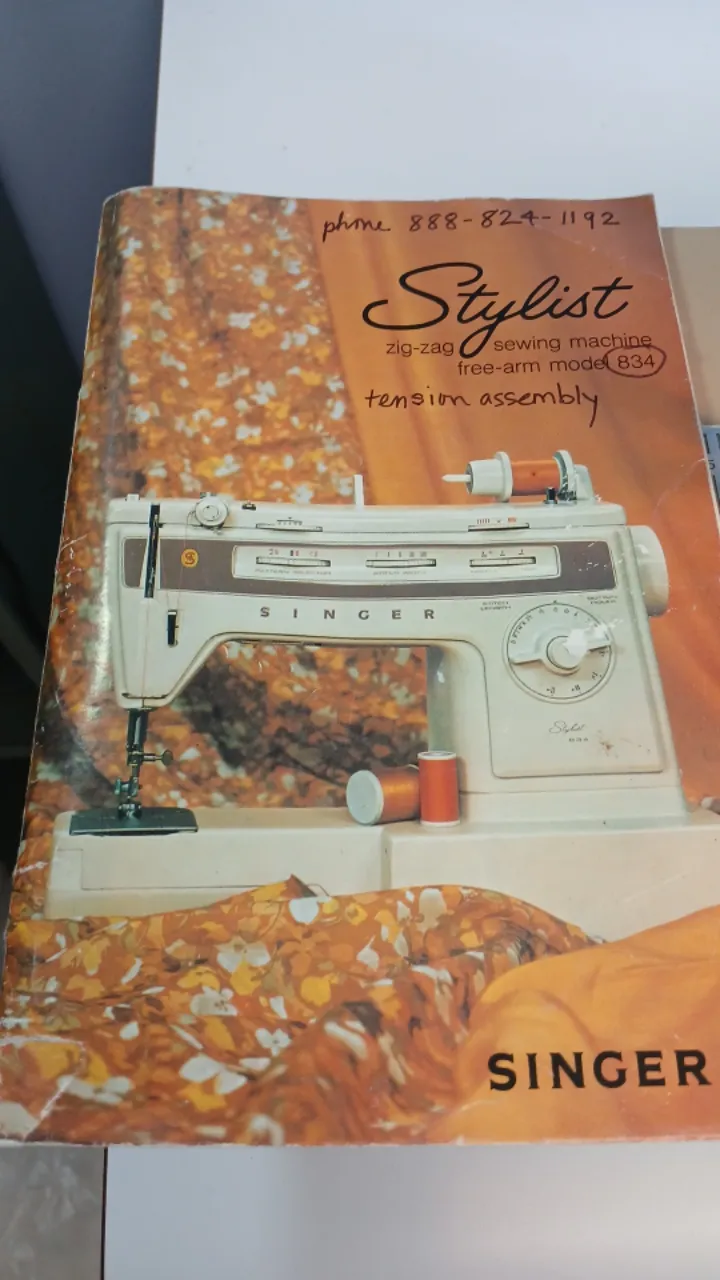 phone 888-824-1192
Stylist
zig-zag sewing machine
free-arm model 834
tension assembly
SINGER
Stylist
834
SINGER